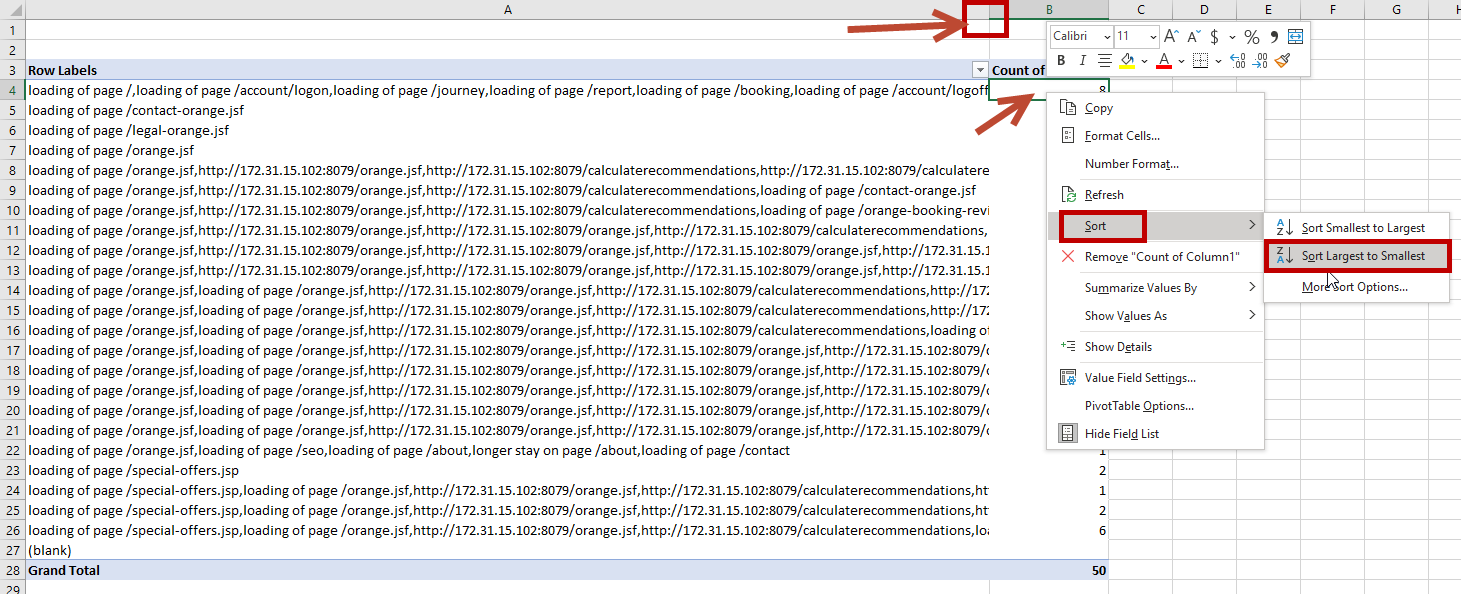 A B C D E F G H
1
Calibri 11 $ % ,
2
B I A
3 Row Labels Count of
4 loading of page /,loading of page /account/logon,loading of page /journey,loading of page /report,loading of page /booking,loading of page /account/logoff 8
5 loading of page /contact-orange.jsf
6 loading of page /legal-orange.jsf
7 loading of page /orange.jsf
8 loading of page /orange.jsf,http://172.31.15.102:8079/orange.jsf,http://172.31.15.102:8079/calculaterecommendations,http://172.31.15.102:8079/calculatere
9 loading of page /orange.jsf,http://172.31.15.102:8079/orange.jsf,http://172.31.15.102:8079/calculaterecommendations,loading of page /contact-orange.jsf
10 loading of page /orange.jsf,http://172.31.15.102:8079/orange.jsf,http://172.31.15.102:8079/calculaterecommendations,loading of page /orange-booking-revi
11 loading of page /orange.jsf,http://172.31.15.102:8079/orange.jsf,http://172.31.15.102:8079/orange.jsf,http://172.31.15.102:8079/calculaterecommendations,
12 loading of page /orange.jsf,http://172.31.15.102:8079/orange.jsf,http://172.31.15.102:8079/orange.jsf,http://172.31.15.102:8079/orange.jsf,http://172.31.1
13 loading of page /orange.jsf,http://172.31.15.102:8079/orange.jsf,http://172.31.15.102:8079/orange.jsf,http://172.31.15.102:8079/orange.jsf,http://172.31.1
14 loading of page /orange.jsf,loading of page /orange.jsf,http://172.31.15.102:8079/orange.jsf,http://172.31.15.102:8079/calculaterecommendations,http://172
15 loading of page /orange.jsf,loading of page /orange.jsf,http://172.31.15.102:8079/orange.jsf,http://172.31.15.102:8079/calculaterecommendations,http://17
16 loading of page /orange.jsf,loading of page /orange.jsf,http://172.31.15.102:8079/orange.jsf,http://172.31.15.102:8079/calculaterecommendations,loading of
17 loading of page /orange.jsf,loading of page /orange.jsf,http://172.31.15.102:8079/orange.jsf,http://172.31.15.102:8079/orange.jsf,http://172.31.15.102:8079/c
18 loading of page /orange.jsf,loading of page /orange.jsf,http://172.31.15.102:8079/orange.jsf,http://172.31.15.102:8079/orange.jsf,http://172.31.15.102:8079/c
19 loading of page /orange.jsf,loading of page /orange.jsf,http://172.31.15.102:8079/orange.jsf,http://172.31.15.102:8079/orange.jsf,http://172.31.15.102:8079/c
20 loading of page /orange.jsf,loading of page /orange.jsf,http://172.31.15.102:8079/orange.jsf,http://172.31.15.102:8079/orange.jsf,http://172.31.15.102:8079/c
21 loading of page /orange.jsf,loading of page /orange.jsf,http://172.31.15.102:8079/orange.jsf,http://172.31.15.102:8079/orange.jsf,http://172.31.15.102:8079/c
22 loading of page /orange.jsf,loading of page /seo,loading of page /about,longer stay on page /about,loading of page /contact 1
23 loading of page /special-offers.jsp 2
24 loading of page /special-offers.jsp,loading of page /orange.jsf,http://172.31.15.102:8079/orange.jsf,http://172.31.15.102:8079/calculaterecommendations,ht 1
25 loading of page /special-offers.jsp,loading of page /orange.jsf,http://172.31.15.102:8079/orange.jsf,http://172.31.15.102:8079/calculaterecommendations,ht 2
26 loading of page /special-offers.jsp,loading of page /orange.jsf,http://172.31.15.102:8079/orange.jsf,http://172.31.15.102:8079/calculaterecommendations,loa 6
27 (blank)
28 Grand Total 50
29
Copy
Format Cells...
Number Format...
Refresh
Sort
Remove "Count of Column1"
Summarize Values By
Show Values As
Show Details
Value Field Settings...
PivotTable Options...
Hide Field List
Sort Smallest to Largest
Sort Largest to Smallest
More Sort Options...